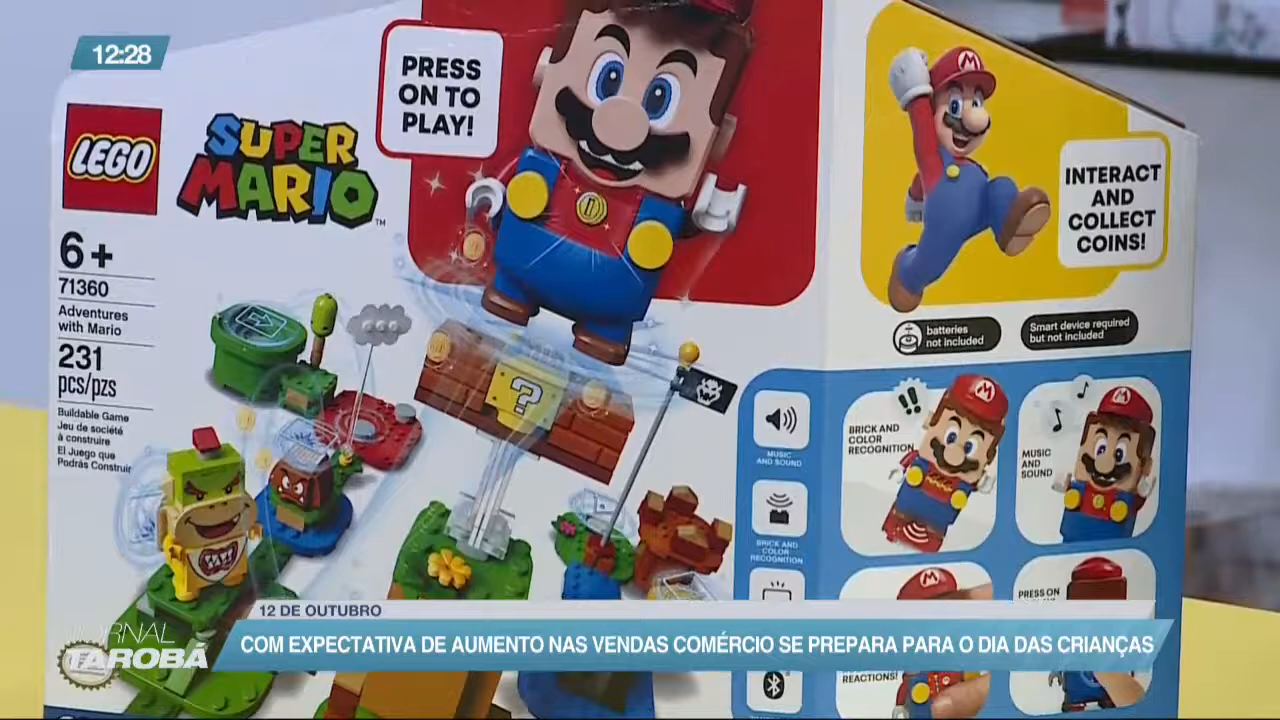 12:28
LEGO
SUPER
MARIO™
6+
71360
Adventures
with Mario
231
pcs/pzs
Buildable Game
Jeu de société
à construire
El Juego que
Podrás Construir
PRESS
ON TO
PLAY!
?
M
INTERACT
AND
COLLECT
COINS!
batteries
not included
Smart device required
but not included
MUSIC
AND SOUND
BRICK AND
COLOR
RECOGNITION
BRICK AND
COLOR
RECOGNITION
MUSIC
AND
SOUND
PRESS ON
REACTIONS!
12 DE OUTUBRO
COM EXPECTATIVA DE AUMENTO NAS VENDAS COMÉRCIO SE PREPARA PARA O DIA DAS CRIANÇAS
JORNAL
TAROBÁ